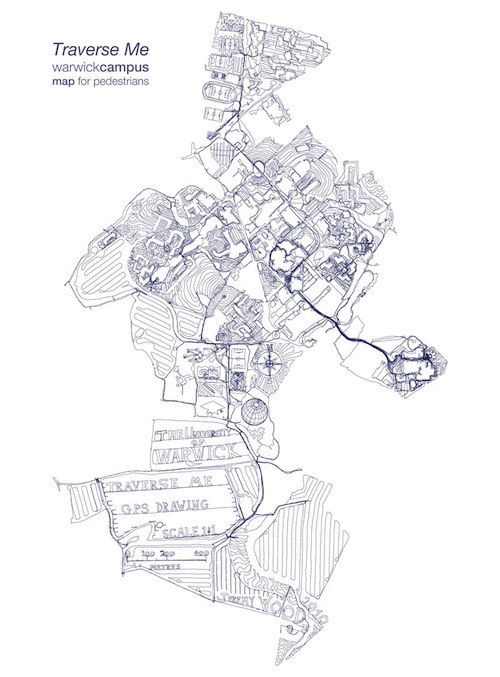 Traverse Me
warwickcampus
map for pedestrians
THE UNIVERSITY
OF
WARWICK
TRAVERSE ME
GPS DRAWING
SCALE 1:1
0 100 200 400
METRES
JEREMY WOOD 2010